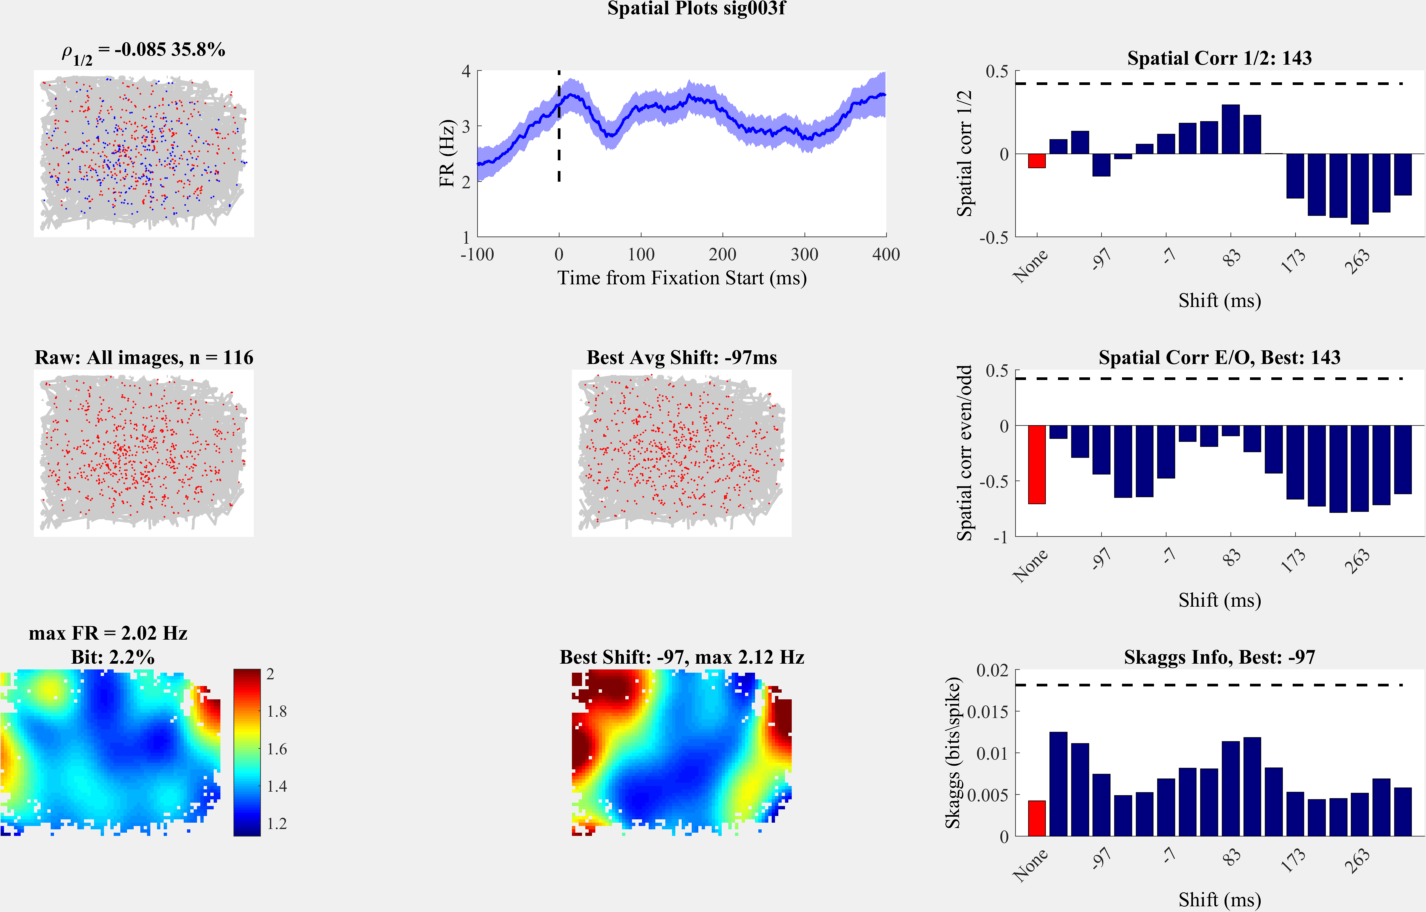 Spatial Plots sig003f
ρ1/2 = -0.085 35.8%
4
3
2
1
FR (Hz)
-100 0 100 200 300 400
Time from Fixation Start (ms)
Spatial Corr 1/2: 143
0.5
0
-0.5
Spatial corr 1/2
None -97 -7 83 173 263
Shift (ms)
Raw: All images, n = 116
Best Avg Shift: -97ms
Spatial Corr E/O, Best: 143
0.5
0
-0.5
-1
Spatial corr even/odd
None -97 -7 83 173 263
Shift (ms)
max FR = 2.02 Hz
Bit: 2.2%
2
1.8
1.6
1.4
1.2
Best Shift: -97, max 2.12 Hz
Skaggs Info, Best: -97
0.02
0.015
0.01
0.005
0
Skaggs (bits\spike)
None -97 -7 83 173 263
Shift (ms)